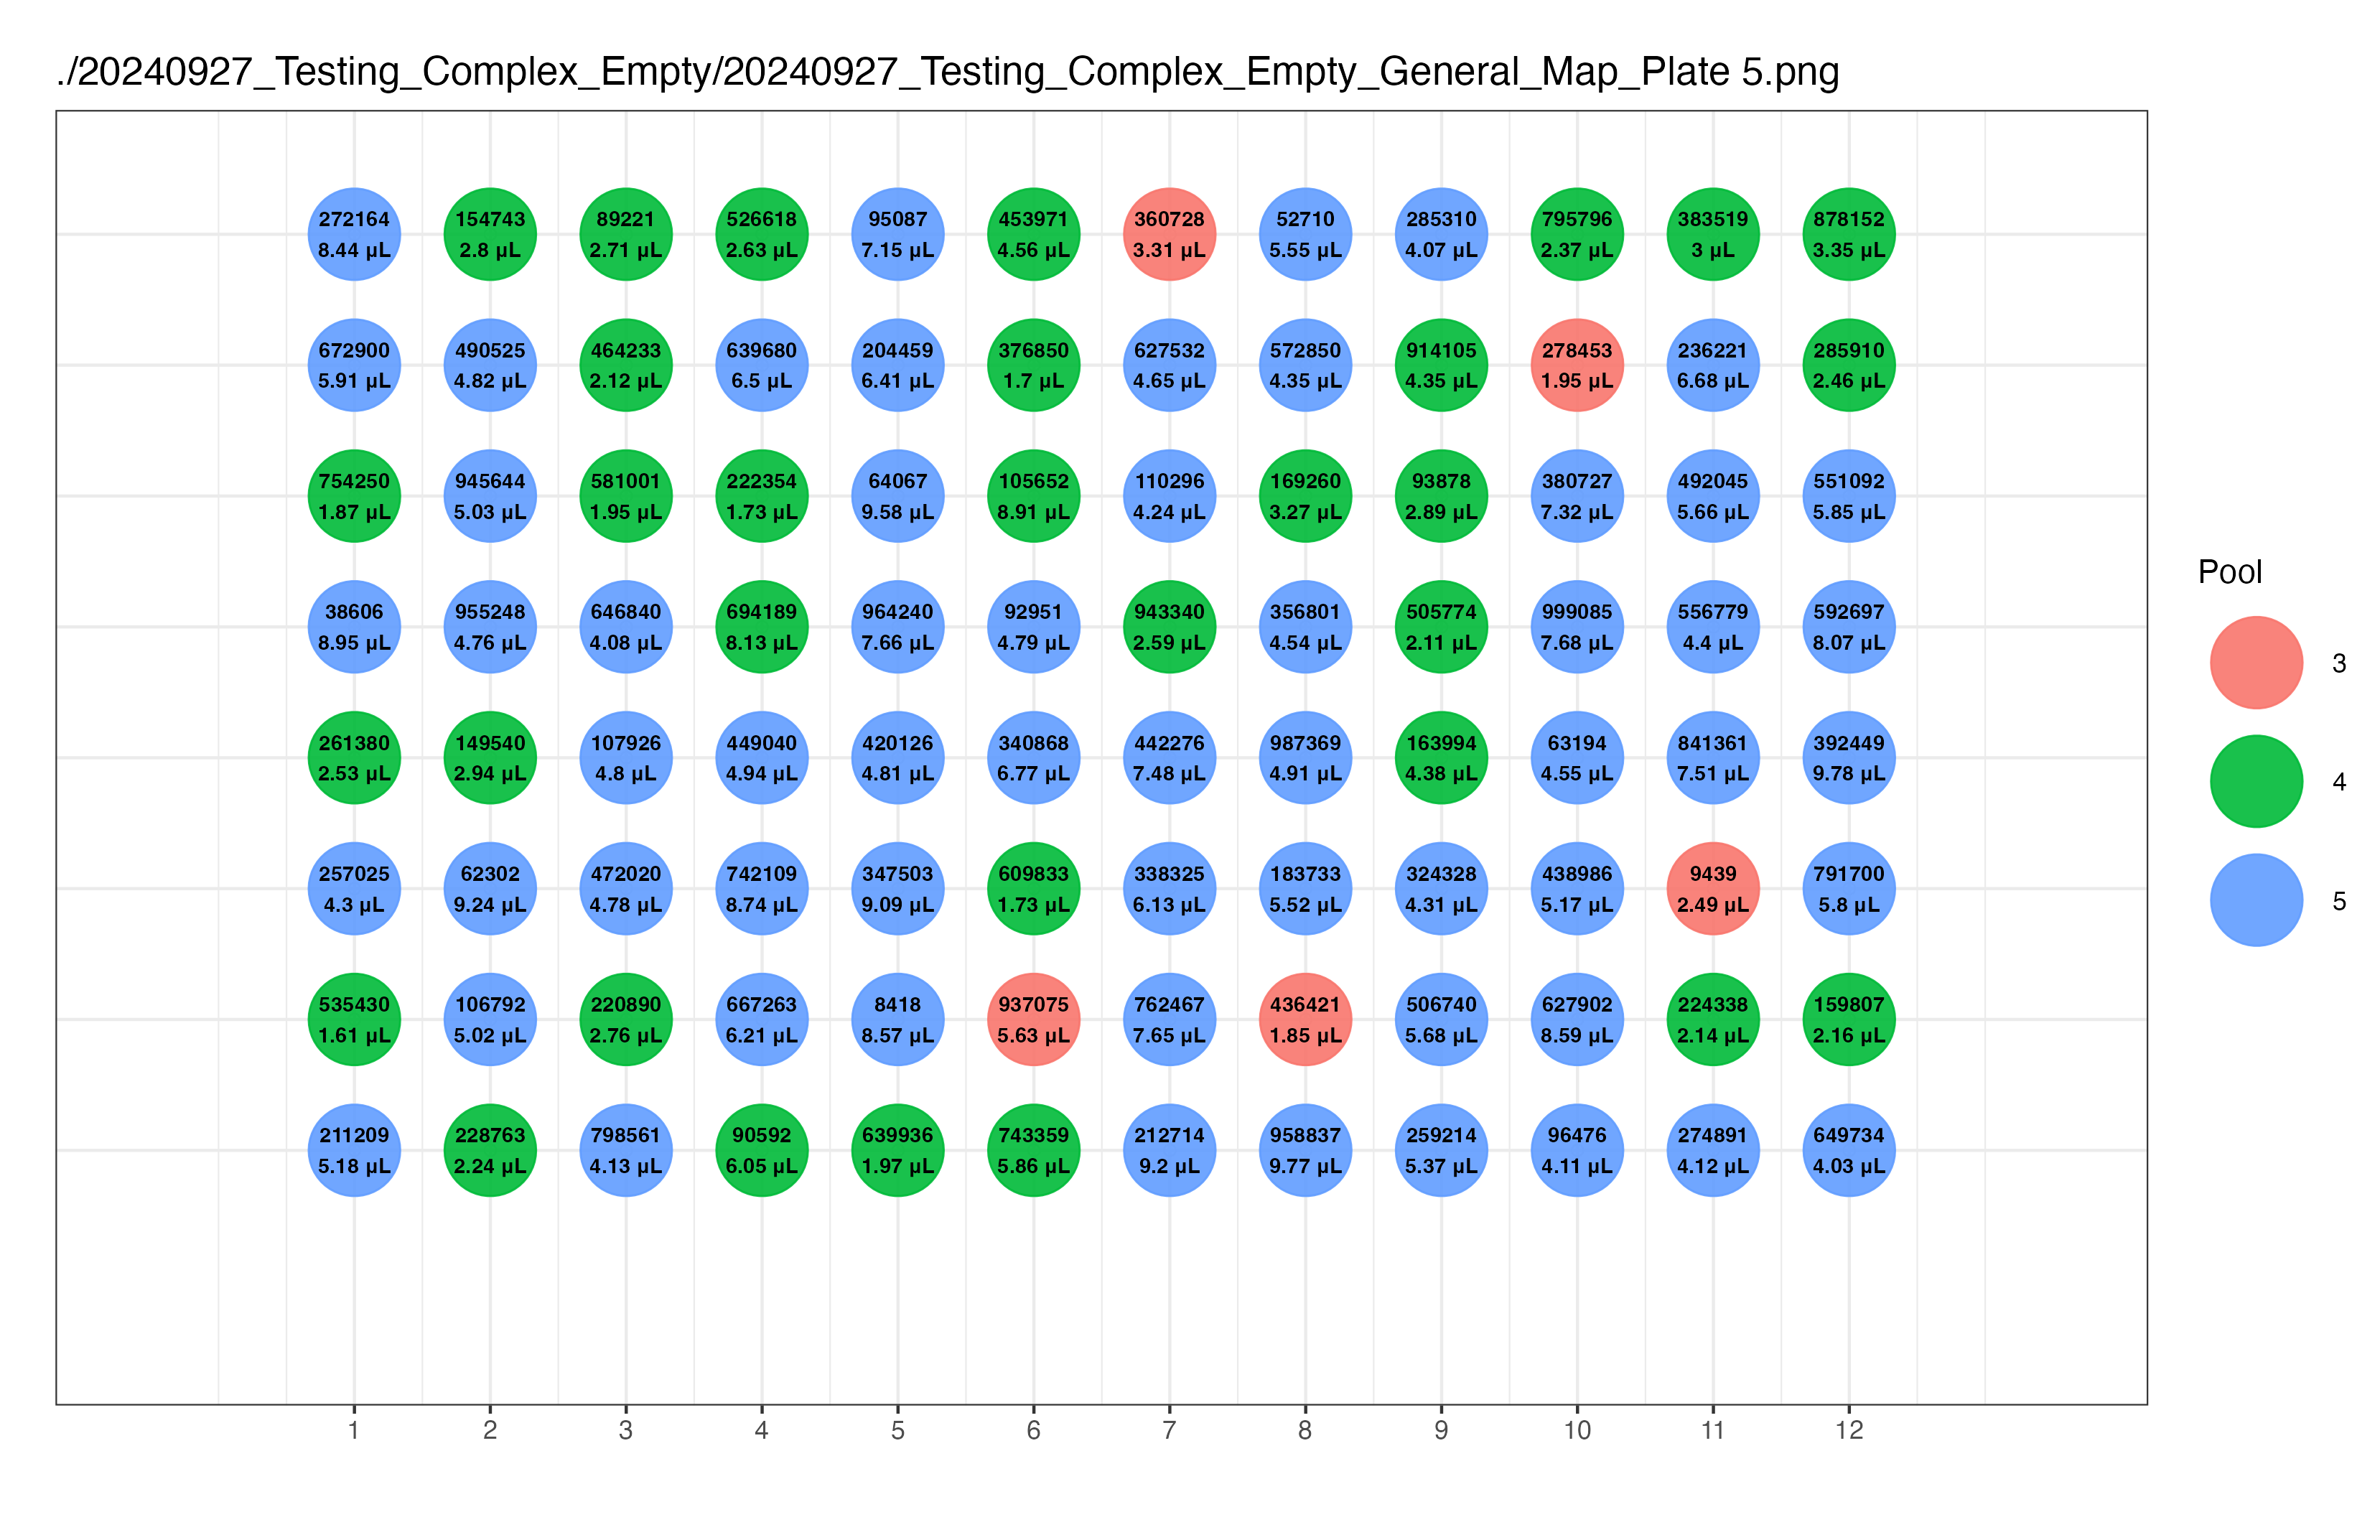 ./20240927_Testing_Complex_Empty/20240927_Testing_Complex_Empty_General_Map_Plate 5.png
272164 154743 89221 526618 95087 453971 360728 52710 285310 795796 383519 878152
8.44 µL 2.8 µL 2.71 µL 2.63 µL 7.15 µL 4.56 µL 3.31 µL 5.55 µL 4.07 µL 2.37 µL 3 µL 3.35 µL
672900 490525 464233 639680 204459 376850 627532 572850 914105 278453 236221 285910
5.91 µL 4.82 µL 2.12 µL 6.5 µL 6.41 µL 1.7 µL 4.65 µL 4.35 µL 4.35 µL 1.95 µL 6.68 µL 2.46 µL
754250 945644 581001 222354 64067 105652 110296 169260 93878 380727 492045 551092
1.87 µL 5.03 µL 1.95 µL 1.73 µL 9.58 µL 8.91 µL 4.24 µL 3.27 µL 2.89 µL 7.32 µL 5.66 µL 5.85 µL
38606 955248 646840 694189 964240 92951 943340 356801 505774 999085 556779 592697
8.95 µL 4.76 µL 4.08 µL 8.13 µL 7.66 µL 4.79 µL 2.59 µL 4.54 µL 2.11 µL 7.68 µL 4.4 µL 8.07 µL
261380 149540 107926 449040 420126 340868 442276 987369 163994 63194 841361 392449
2.53 µL 2.94 µL 4.8 µL 4.94 µL 4.81 µL 6.77 µL 7.48 µL 4.91 µL 4.38 µL 4.55 µL 7.51 µL 9.78 µL
257025 62302 472020 742109 347503 609833 338325 183733 324328 438986 9439 791700
4.3 µL 9.24 µL 4.78 µL 8.74 µL 9.09 µL 1.73 µL 6.13 µL 5.52 µL 4.31 µL 5.17 µL 2.49 µL 5.8 µL
535430 106792 220890 667263 8418 937075 762467 436421 506740 627902 224338 159807
1.61 µL 5.02 µL 2.76 µL 6.21 µL 8.57 µL 5.63 µL 7.65 µL 1.85 µL 5.68 µL 8.59 µL 2.14 µL 2.16 µL
211209 228763 798561 90592 639936 743359 212714 958837 259214 96476 274891 649734
5.18 µL 2.24 µL 4.13 µL 6.05 µL 1.97 µL 5.86 µL 9.2 µL 9.77 µL 5.37 µL 4.11 µL 4.12 µL 4.03 µL
1 2 3 4 5 6 7 8 9 10 11 12
Pool
3
4
5